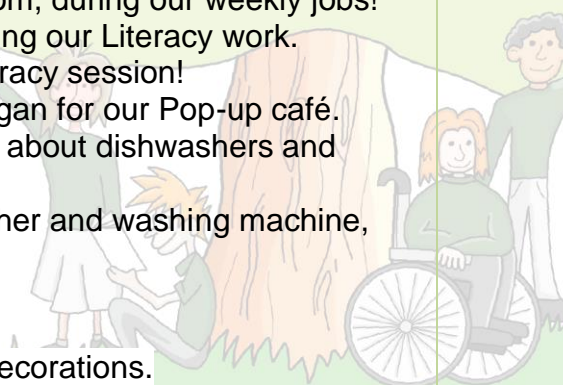 om, during our weekly jobs!
ing our Literacy work.
racy session!
gan for our Pop-up café.
about dishwashers and
her and washing machine,
ecorations.